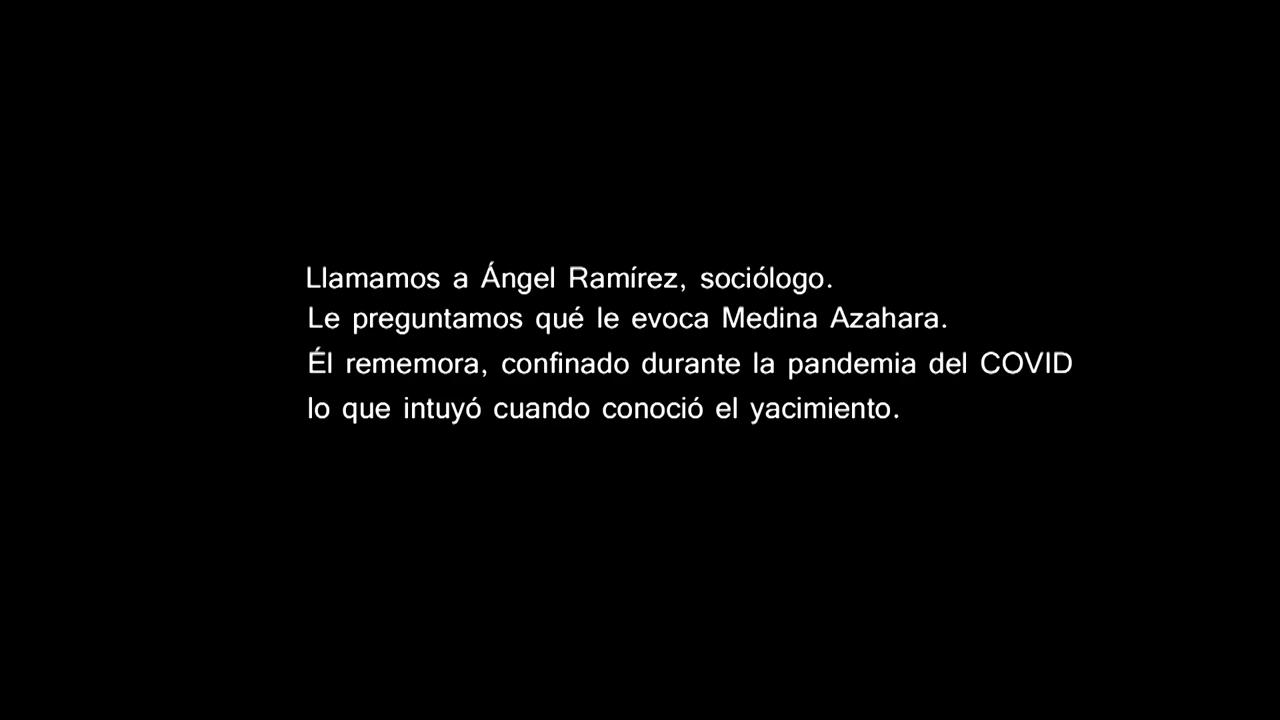 Llamamos a Ángel Ramírez, sociólogo.
Le preguntamos qué le evoca Medina Azahara.
Él rememora, confinado durante la pandemia del COVID
lo que intuyó cuando conoció el yacimiento.